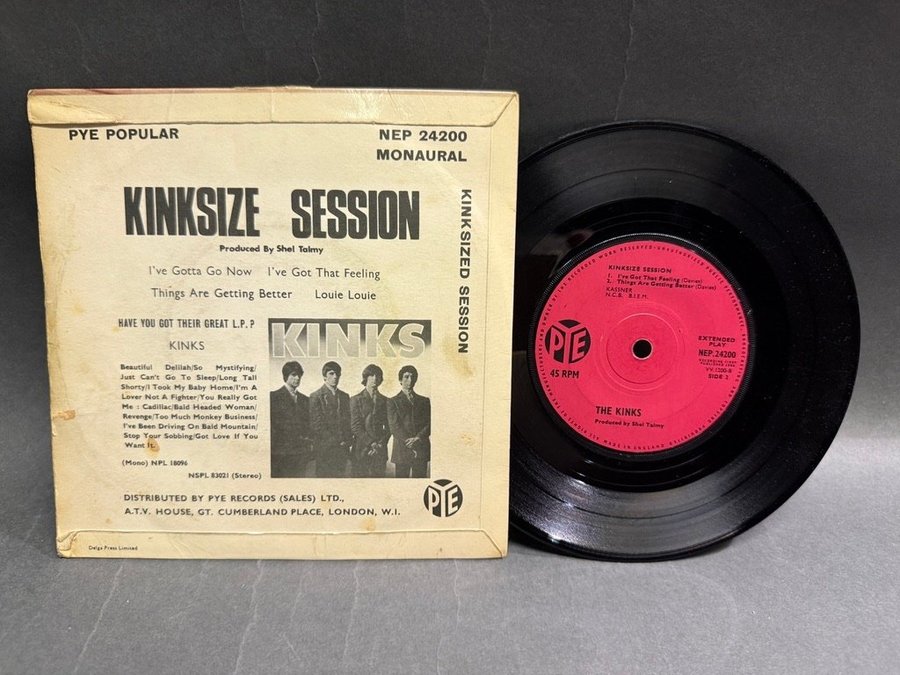 PYE POPULAR
NEP 24200
MONAURAL
KINKSIZE SESSION
Produced By Shel Talmy
I've Gotta Go Now I've Got That Feeling
Things Are Getting Better Louie Louie
KINKSIZED SESSION
HAVE YOU GOT THEIR GREAT L.P.?
KINKS
Beautiful Delilah/So Mystifying/
Just Can't Go To Sleep/Long Tall
Shorty/I Took My Baby Home/I'm A
Lover Not A Fighter/You Really Got
Me : Cadillac/Bald Headed Woman/
Revenge/Too Much Monkey Business/
I've Been Driving On Bald Mountain/
Stop Your Sobbing/Got Love If You
Want It.
(Mono) NPL 18096
NSPL 83021 (Stereo)
KINKS
DISTRIBUTED BY PYE RECORDS (SALES) LTD.,
A.T.V. HOUSE, GT. CUMBERLAND PLACE, LONDON, W.I.
PYE
Delga Press Limited
KINKSIZE SESSION
1. I've Got That Feeling (Davies)
2. Things Are Getting Better (Davies)
KASSNER
N.C.B. B.I.E.M.
PYE
45 RPM
EXTENDED
PLAY
NEP.24200
SIDE 2
THE KINKS
Produced by Shel Talmy
MADE IN ENGLAND